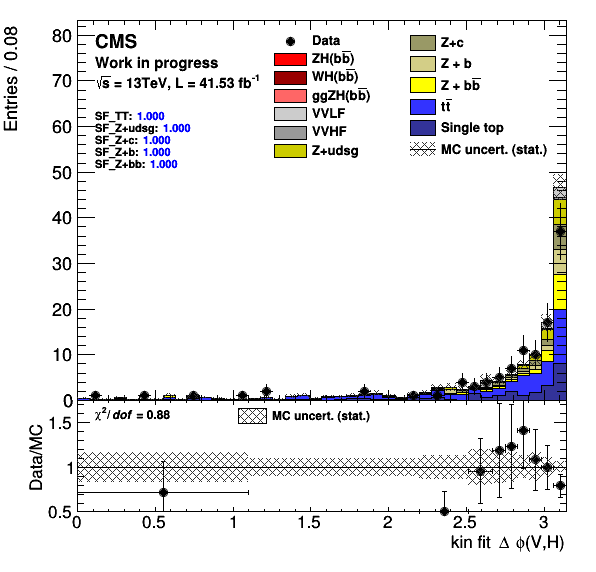 CMS
Work in progress
√s = 13TeV, L = 41.53 fb⁻¹
SF_TT: 1.000
SF_Z+udsg: 1.000
SF_Z+c: 1.000
SF_Z+b: 1.000
SF_Z+bb: 1.000
Data
ZH(bb̅)
WH(bb̅)
ggZH(bb̅)
VVLF
VVHF
Z+udsg
Z+c
Z + b
Z + bb̅
tt̅
Single top
MC uncert. (stat.)
Entries / 0.08
80
70
60
50
40
30
20
10
0
χ²/dof = 0.88
MC uncert. (stat.)
Data/MC
1.5
1
0.5
0 0.5 1 1.5 2 2.5 3
kin fit Δ ϕ(V,H)